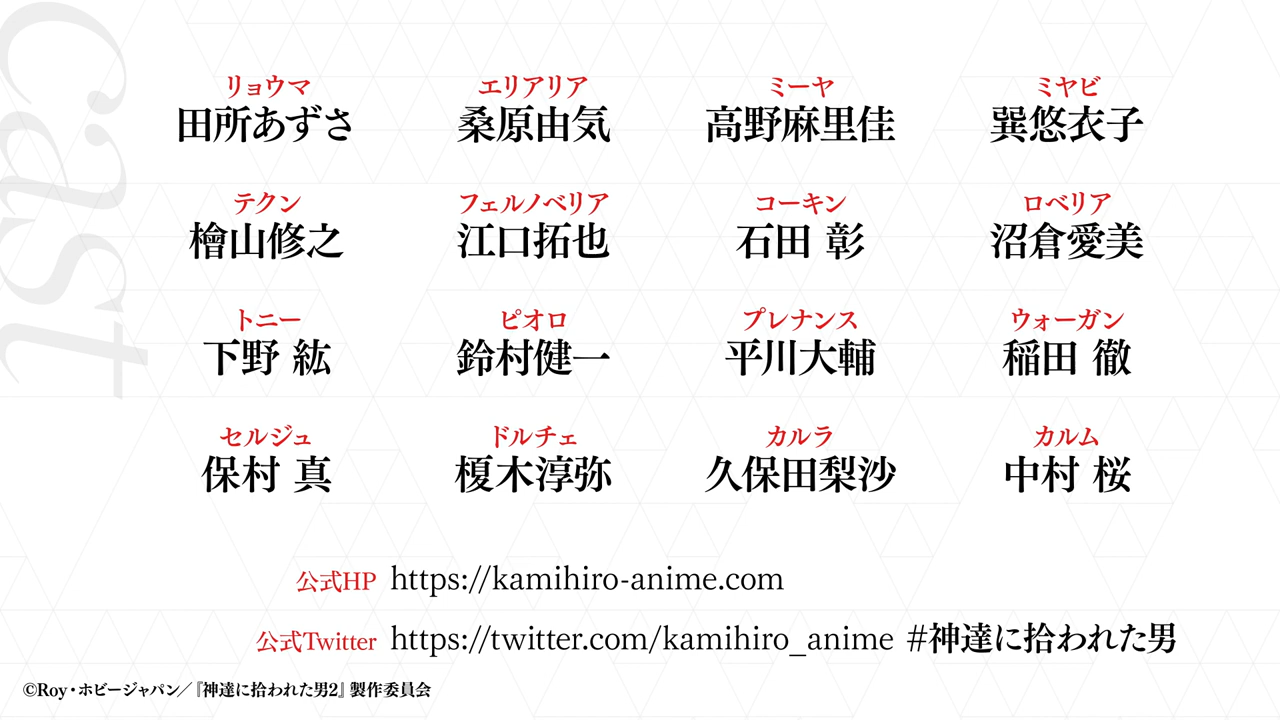 cast
リョウマ エリアリア ミーヤ ミヤビ
田所あずさ 桑原由気 高野麻里佳 巽悠衣子
テクン フェルノベリア コーキン ロベリア
檜山修之 江口拓也 石田 彰 沼倉愛美
トニー ピオロ プレナンス ウォーガン
下野 紘 鈴村健一 平川大輔 稲田 徹
セルジュ ドルチェ カルラ カルム
保村 真 榎木淳弥 久保田梨沙 中村 桜
公式HP https://kamihiro-anime.com
公式Twitter https://twitter.com/kamihiro_anime #神達に拾われた男
©Roy・ホビージャパン/『神達に拾われた男2』製作委員会